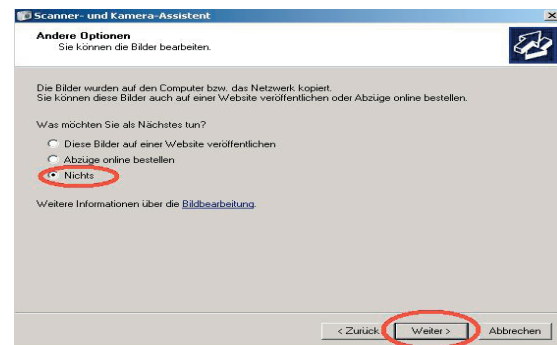 Scanner- und Kamera-Assistent
Andere Optionen
Sie können die Bilder bearbeiten.
Die Bilder wurden auf den Computer bzw. das Netzwerk kopiert.
Sie können diese Bilder auch auf einer Website veröffentlichen oder Abzüge online bestellen.
Was möchten Sie als Nächstes tun?
Diese Bilder auf einer Website veröffentlichen
Abzüge online bestellen
Nichts
Weitere Informationen über die Bildbearbeitung.
< Zurück Weiter > Abbrechen